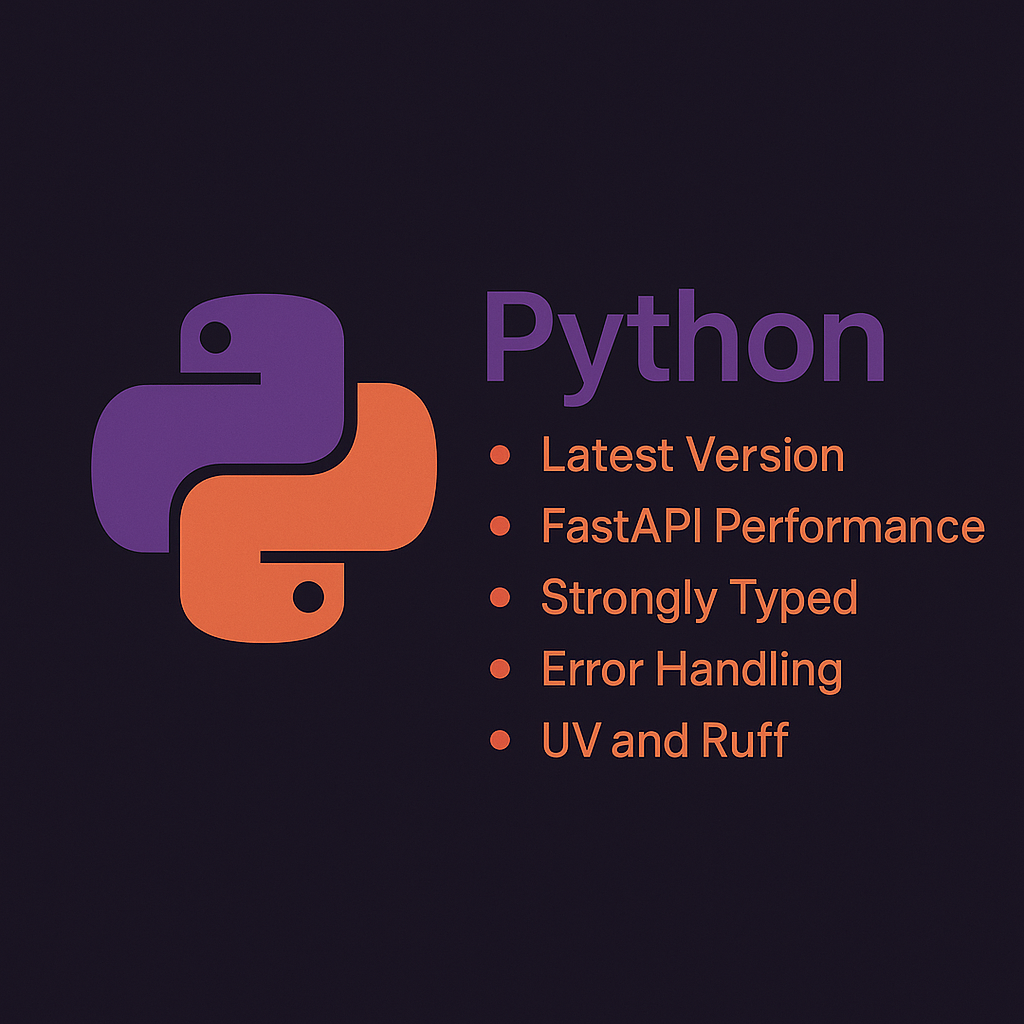 Python
• Latest Version
• FastAPI Performance
• Strongly Typed
• Error Handling
• UV and Ruff